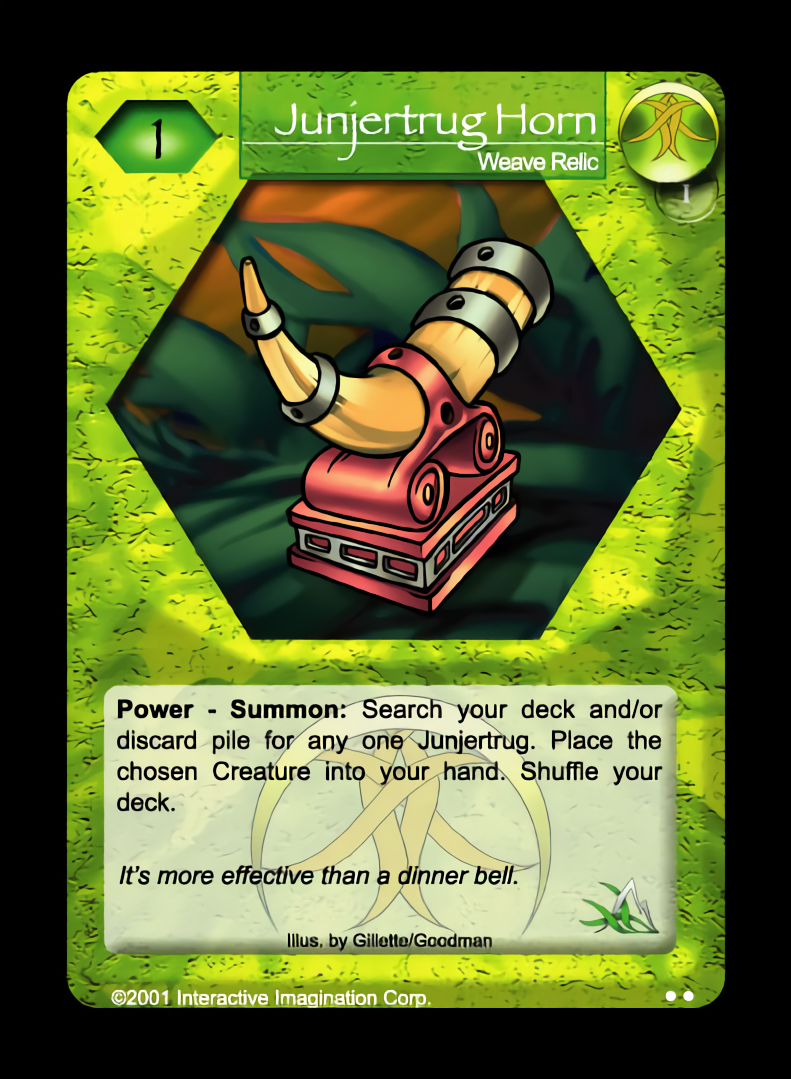 1
Junjertrug Horn
Weave Relic
I
Power - Summon: Search your deck and/or
discard pile for any one Junjertrug. Place the
chosen Creature into your hand. Shuffle your
deck.
It's more effective than a dinner bell.
Illus. by Gillette/Goodman
©2001 Interactive Imagination Corp.